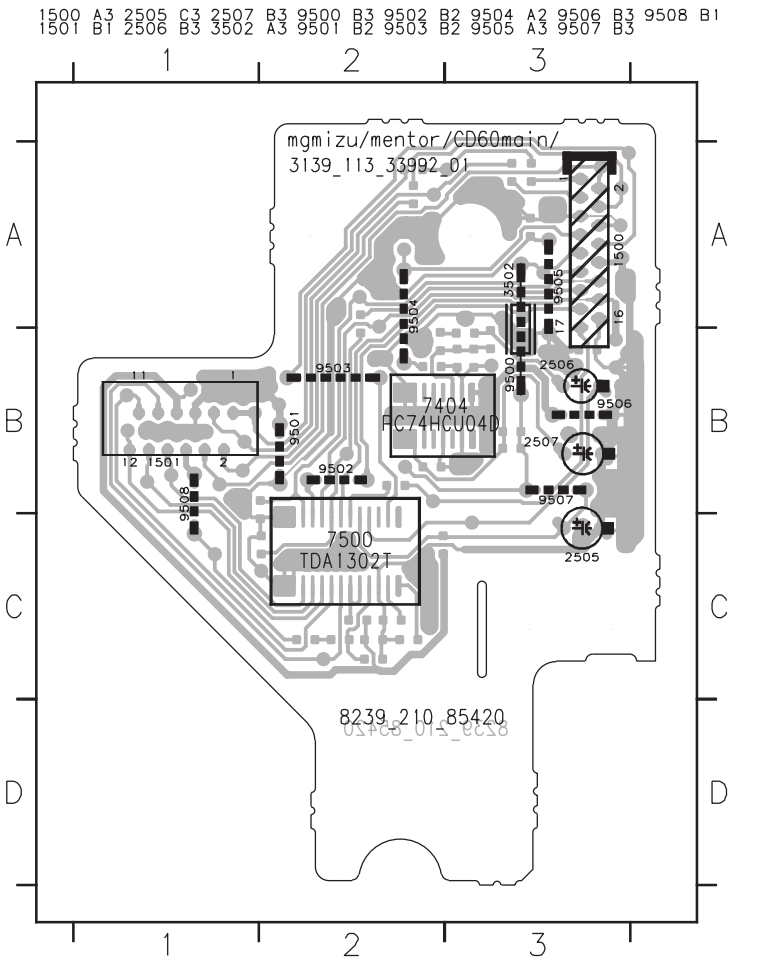 1500 A3 2505 C3 2507 B3 9500 B3 9502 B2 9504 A2 9506 B3 9508 B1
1501 B1 2506 B3 3502 A3 9501 B2 9503 B2 9505 A3 9507 B3
1 2 3
mgmizu/mentor/CD60main/
3139_113_33992_01
1 2
A A
1500
3502 9505
9504
17 16
9503 9500 2506
11 1
9506
7404
PC74HCU04D
B B
9501
2507
12 1501 2
9502
9508
9507
7500
TDA1302T
2505
C C
8239_210_85420
8239_210_85420
D D
1 2 3